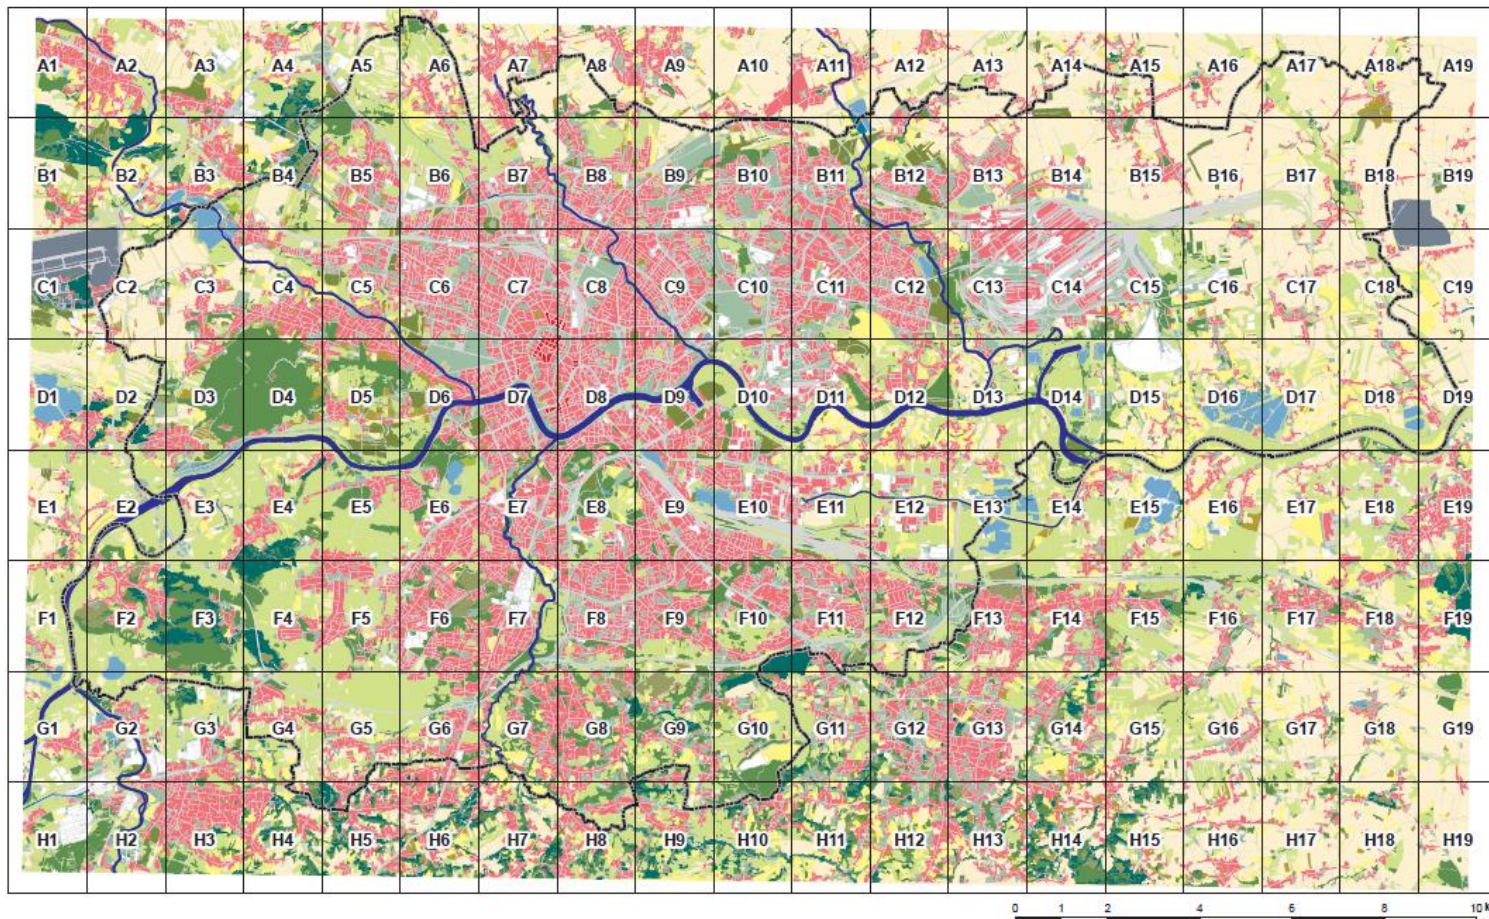 A1 A2 A3 A4 A5 A6 A7 A8 A9 A10 A11 A12 A13 A14 A15 A16 A17 A18 A19
B1 B2 B3 B4 B5 B6 B7 B8 B9 B10 B11 B12 B13 B14 B15 B16 B17 B18 B19
C1 C2 C3 C4 C5 C6 C7 C8 C9 C10 C11 C12 C13 C14 C15 C16 C17 C18 C19
D1 D2 D3 D4 D5 D6 D7 D8 D9 D10 D11 D12 D13 D14 D15 D16 D17 D18 D19
E1 E2 E3 E4 E5 E6 E7 E8 E9 E10 E11 E12 E13 E14 E15 E16 E17 E18 E19
F1 F2 F3 F4 F5 F6 F7 F8 F9 F10 F11 F12 F13 F14 F15 F16 F17 F18 F19
G1 G2 G3 G4 G5 G6 G7 G8 G9 G10 G11 G12 G13 G14 G15 G16 G17 G18 G19
H1 H2 H3 H4 H5 H6 H7 H8 H9 H10 H11 H12 H13 H14 H15 H16 H17 H18 H19
0 1 2 4 6 8 10 k